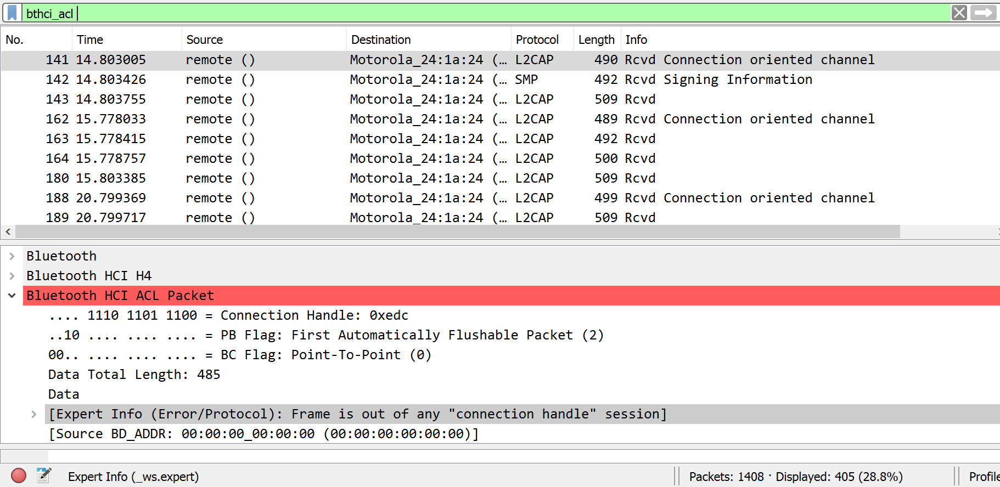 bthci_acl
No. Time Source Destination Protocol Length Info
141 14.803005 remote () Motorola_24:1a:24 (… L2CAP 490 Rcvd Connection oriented channel
142 14.803426 remote () Motorola_24:1a:24 (… SMP 492 Rcvd Signing Information
143 14.803755 remote () Motorola_24:1a:24 (… L2CAP 509 Rcvd
162 15.778033 remote () Motorola_24:1a:24 (… L2CAP 489 Rcvd Connection oriented channel
163 15.778415 remote () Motorola_24:1a:24 (… L2CAP 492 Rcvd
164 15.778757 remote () Motorola_24:1a:24 (… L2CAP 500 Rcvd
180 15.803385 remote () Motorola_24:1a:24 (… L2CAP 509 Rcvd
188 20.799369 remote () Motorola_24:1a:24 (… L2CAP 499 Rcvd Connection oriented channel
189 20.799717 remote () Motorola_24:1a:24 (… L2CAP 509 Rcvd
Bluetooth
Bluetooth HCI H4
Bluetooth HCI ACL Packet
.... 1110 1101 1100 = Connection Handle: 0xedc
..10 .... .... .... = PB Flag: First Automatically Flushable Packet (2)
00.. .... .... .... = BC Flag: Point-To-Point (0)
Data Total Length: 485
Data
[Expert Info (Error/Protocol): Frame is out of any "connection handle" session]
[Source BD_ADDR: 00:00:00_00:00:00 (00:00:00:00:00:00)]
Expert Info (_ws.expert) Packets: 1408 · Displayed: 405 (28.8%) Profile